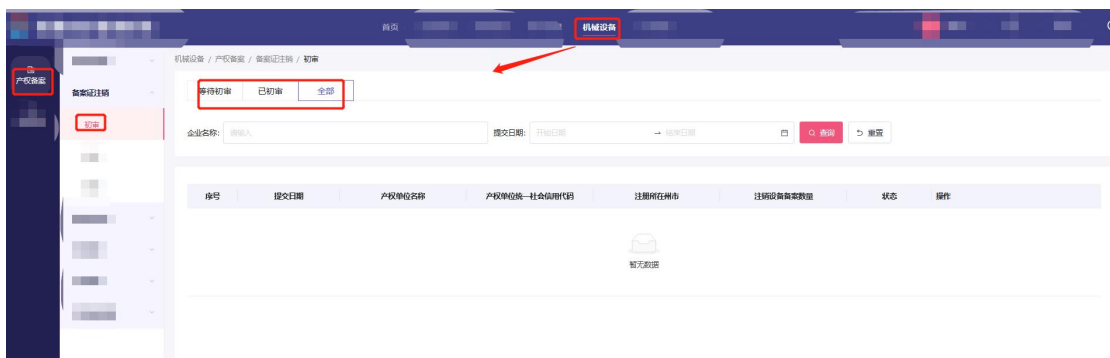 首页 机械设备
产权备案
机械设备 / 产权备案 / 备案证注销 / 初审
备案证注销
初审
等待初审 已初审 全部
企业名称: 请输入 提交日期: 开始日期 → 结束日期 查询 重置
序号 提交日期 产权单位名称 产权单位统一社会信用代码 注册所在州市 注销设备备案数量 状态 操作
暂无数据